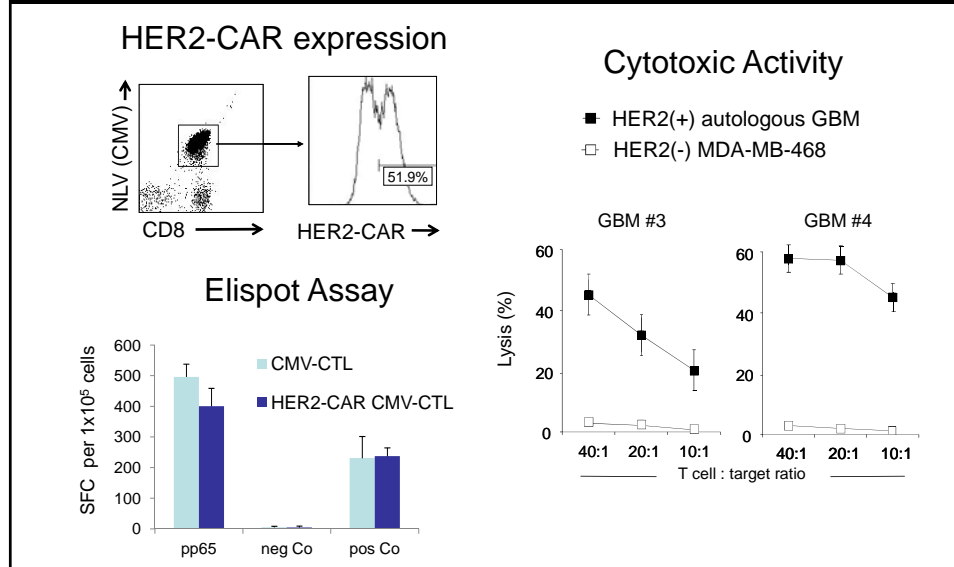 HER2-CAR expression
NLV (CMV)
CD8
51.9%
HER2-CAR
Elispot Assay
SFC per 1x10⁵ cells
600
500
400
300
200
100
0
CMV-CTL
HER2-CAR CMV-CTL
pp65 neg Co pos Co
Cytotoxic Activity
HER2(+) autologous GBM
HER2(-) MDA-MB-468
GBM #3 GBM #4
Lysis (%)
60
40
20
0
40:1 20:1 10:1
60
40
20
0
40:1 20:1 10:1
T cell : target ratio